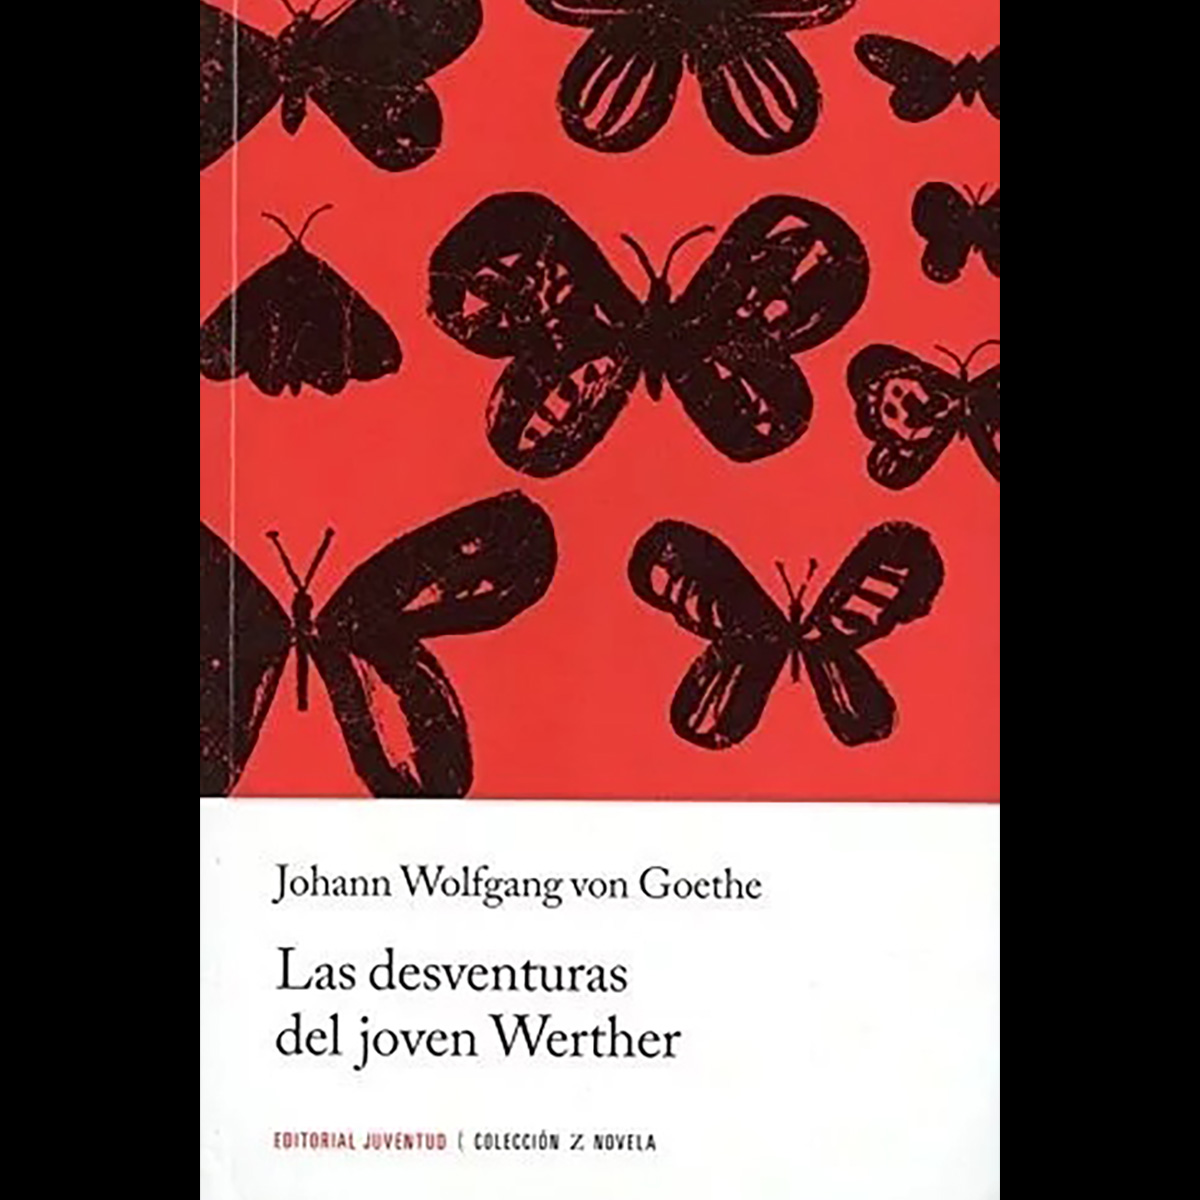 Johann Wolfgang von Goethe
Las desventuras
del joven Werther
EDITORIAL JUVENTUD ( COLECCIÓN Z NOVELA